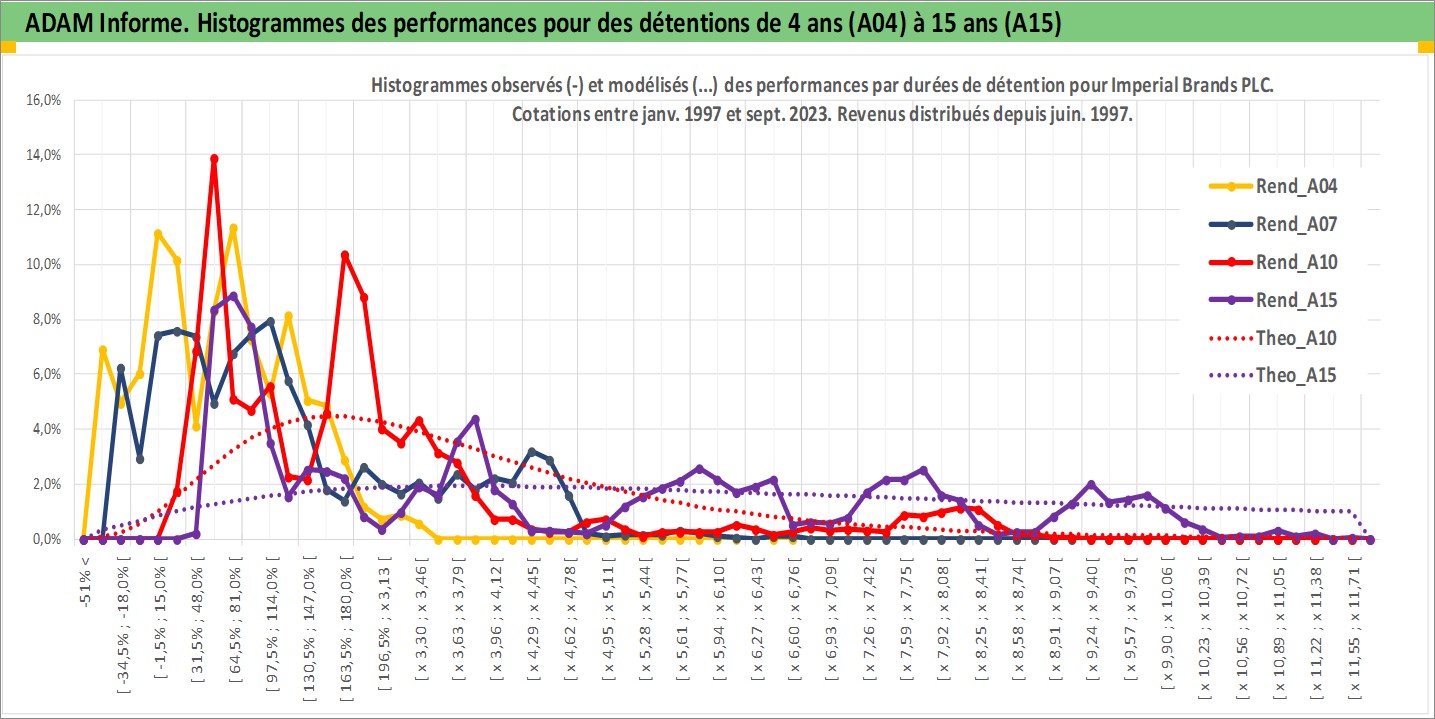 ADAM Informe. Histogrammes des performances pour des détentions de 4 ans (A04) à 15 ans (A15)
Histogrammes observés (-) et modélisés (...) des performances par durées de détention pour Imperial Brands PLC.
Cotations entre janv. 1997 et sept. 2023. Revenus distribués depuis juin. 1997.
16,0%
14,0%
12,0%
10,0%
8,0%
6,0%
4,0%
2,0%
0,0%
Rend_A04
Rend_A07
Rend_A10
Rend_A15
Theo_A10
Theo_A15
-51% <
[ -34,5% ; -18,0% [
[ -1,5% ; 15,0% [
[ 31,5% ; 48,0% [
[ 64,5% ; 81,0% [
[ 97,5% ; 114,0% [
[ 130,5% ; 147,0% [
[ 163,5% ; 180,0% [
[ 196,5% ; x 3,13 [
[ x 3,30 ; x 3,46 [
[ x 3,63 ; x 3,79 [
[ x 3,96 ; x 4,12 [
[ x 4,29 ; x 4,45 [
[ x 4,62 ; x 4,78 [
[ x 4,95 ; x 5,11 [
[ x 5,28 ; x 5,44 [
[ x 5,61 ; x 5,77 [
[ x 5,94 ; x 6,10 [
[ x 6,27 ; x 6,43 [
[ x 6,60 ; x 6,76 [
[ x 6,93 ; x 7,09 [
[ x 7,26 ; x 7,42 [
[ x 7,59 ; x 7,75 [
[ x 7,92 ; x 8,08 [
[ x 8,25 ; x 8,41 [
[ x 8,58 ; x 8,74 [
[ x 8,91 ; x 9,07 [
[ x 9,24 ; x 9,40 [
[ x 9,57 ; x 9,73 [
[ x 9,90 ; x 10,06 [
[ x 10,23 ; x 10,39 [
[ x 10,56 ; x 10,72 [
[ x 10,89 ; x 11,05 [
[ x 11,22 ; x 11,38 [
[ x 11,55 ; x 11,71 [